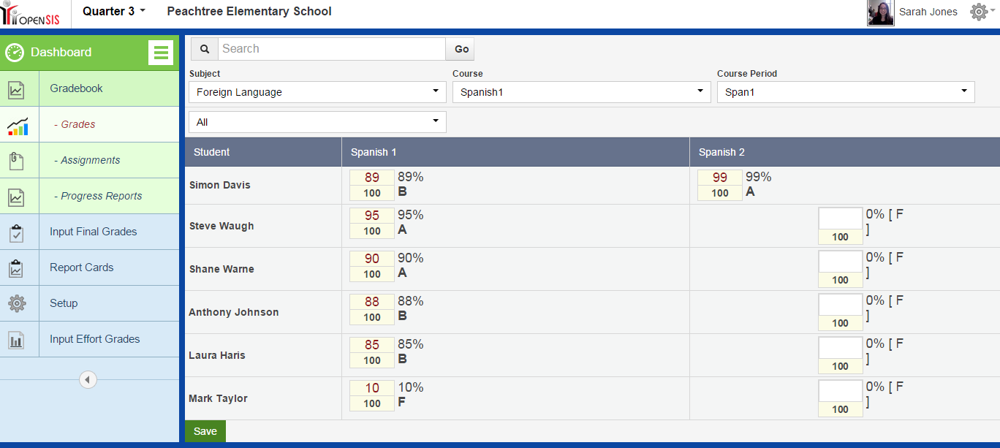 OPENSIS
Quarter 3
Peachtree Elementary School
Sarah Jones
Dashboard
Search
Go
Gradebook
- Grades
- Assignments
- Progress Reports
Input Final Grades
Report Cards
Setup
Input Effort Grades
Subject Course Course Period
Foreign Language Spanish1 Span1
All
Student Spanish 1 Spanish 2
Simon Davis
89 89% 99 99%
100 B 100 A
Steve Waugh
95 95% 0% [ F
100 A 100 ]
Shane Warne
90 90% 0% [ F
100 A 100 ]
Anthony Johnson
88 88% 0% [ F
100 B 100 ]
Laura Haris
85 85% 0% [ F
100 B 100 ]
Mark Taylor
10 10% 0% [ F
100 F 100 ]
Save